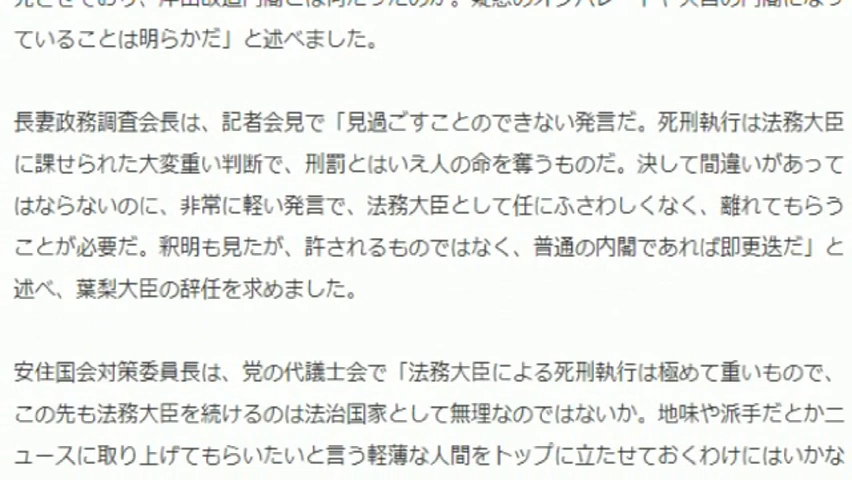 ていることは明らかだ」と述べました。
長妻政務調査会長は、記者会見で「見過ごすことのできない発言だ。死刑執行は法務大臣
に課せられた大変重い判断で、刑罰とはいえ人の命を奪うものだ。決して間違いがあって
はならないのに、非常に軽い発言で、法務大臣として任にふさわしくなく、離れてもらう
ことが必要だ。釈明も見たが、許されるものではなく、普通の内閣であれば即更迭だ」と
述べ、葉梨大臣の辞任を求めました。
安住国会対策委員長は、党の代議士会で「法務大臣による死刑執行は極めて重いもので、
この先も法務大臣を続けるのは法治国家として無理なのではないか。地味や派手だとかニ
ュースに取り上げてもらいたいと言う軽薄な人間をトップに立たせておくわけにはいかな